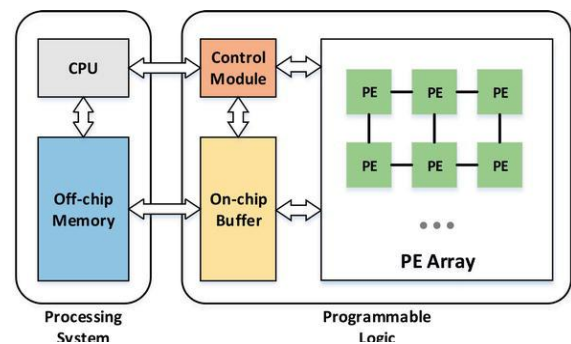 CPU
Control
Module
Off-chip
Memory
On-chip
Buffer
PE PE PE
PE PE PE
PE Array
Processing
System
Programmable
Logic